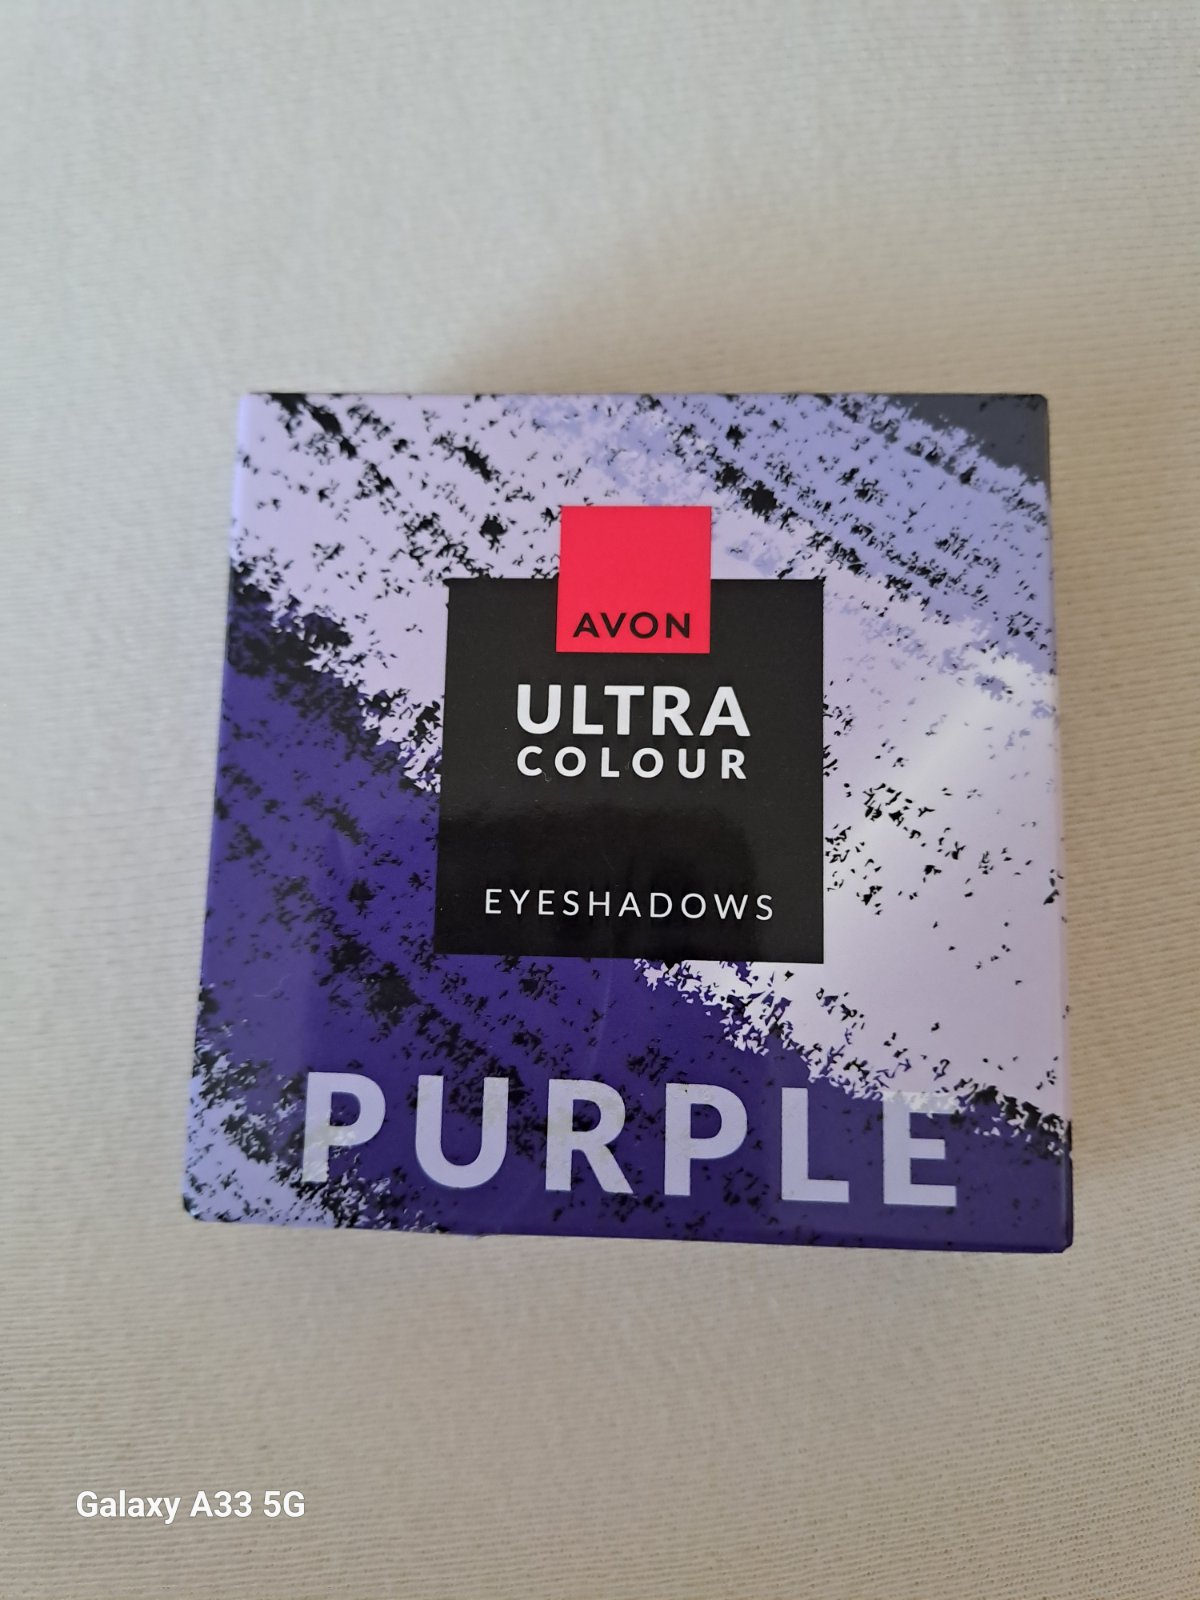 AVON
ULTRA
COLOUR
EYESHADOWS
PURPLE
Galaxy A33 5G